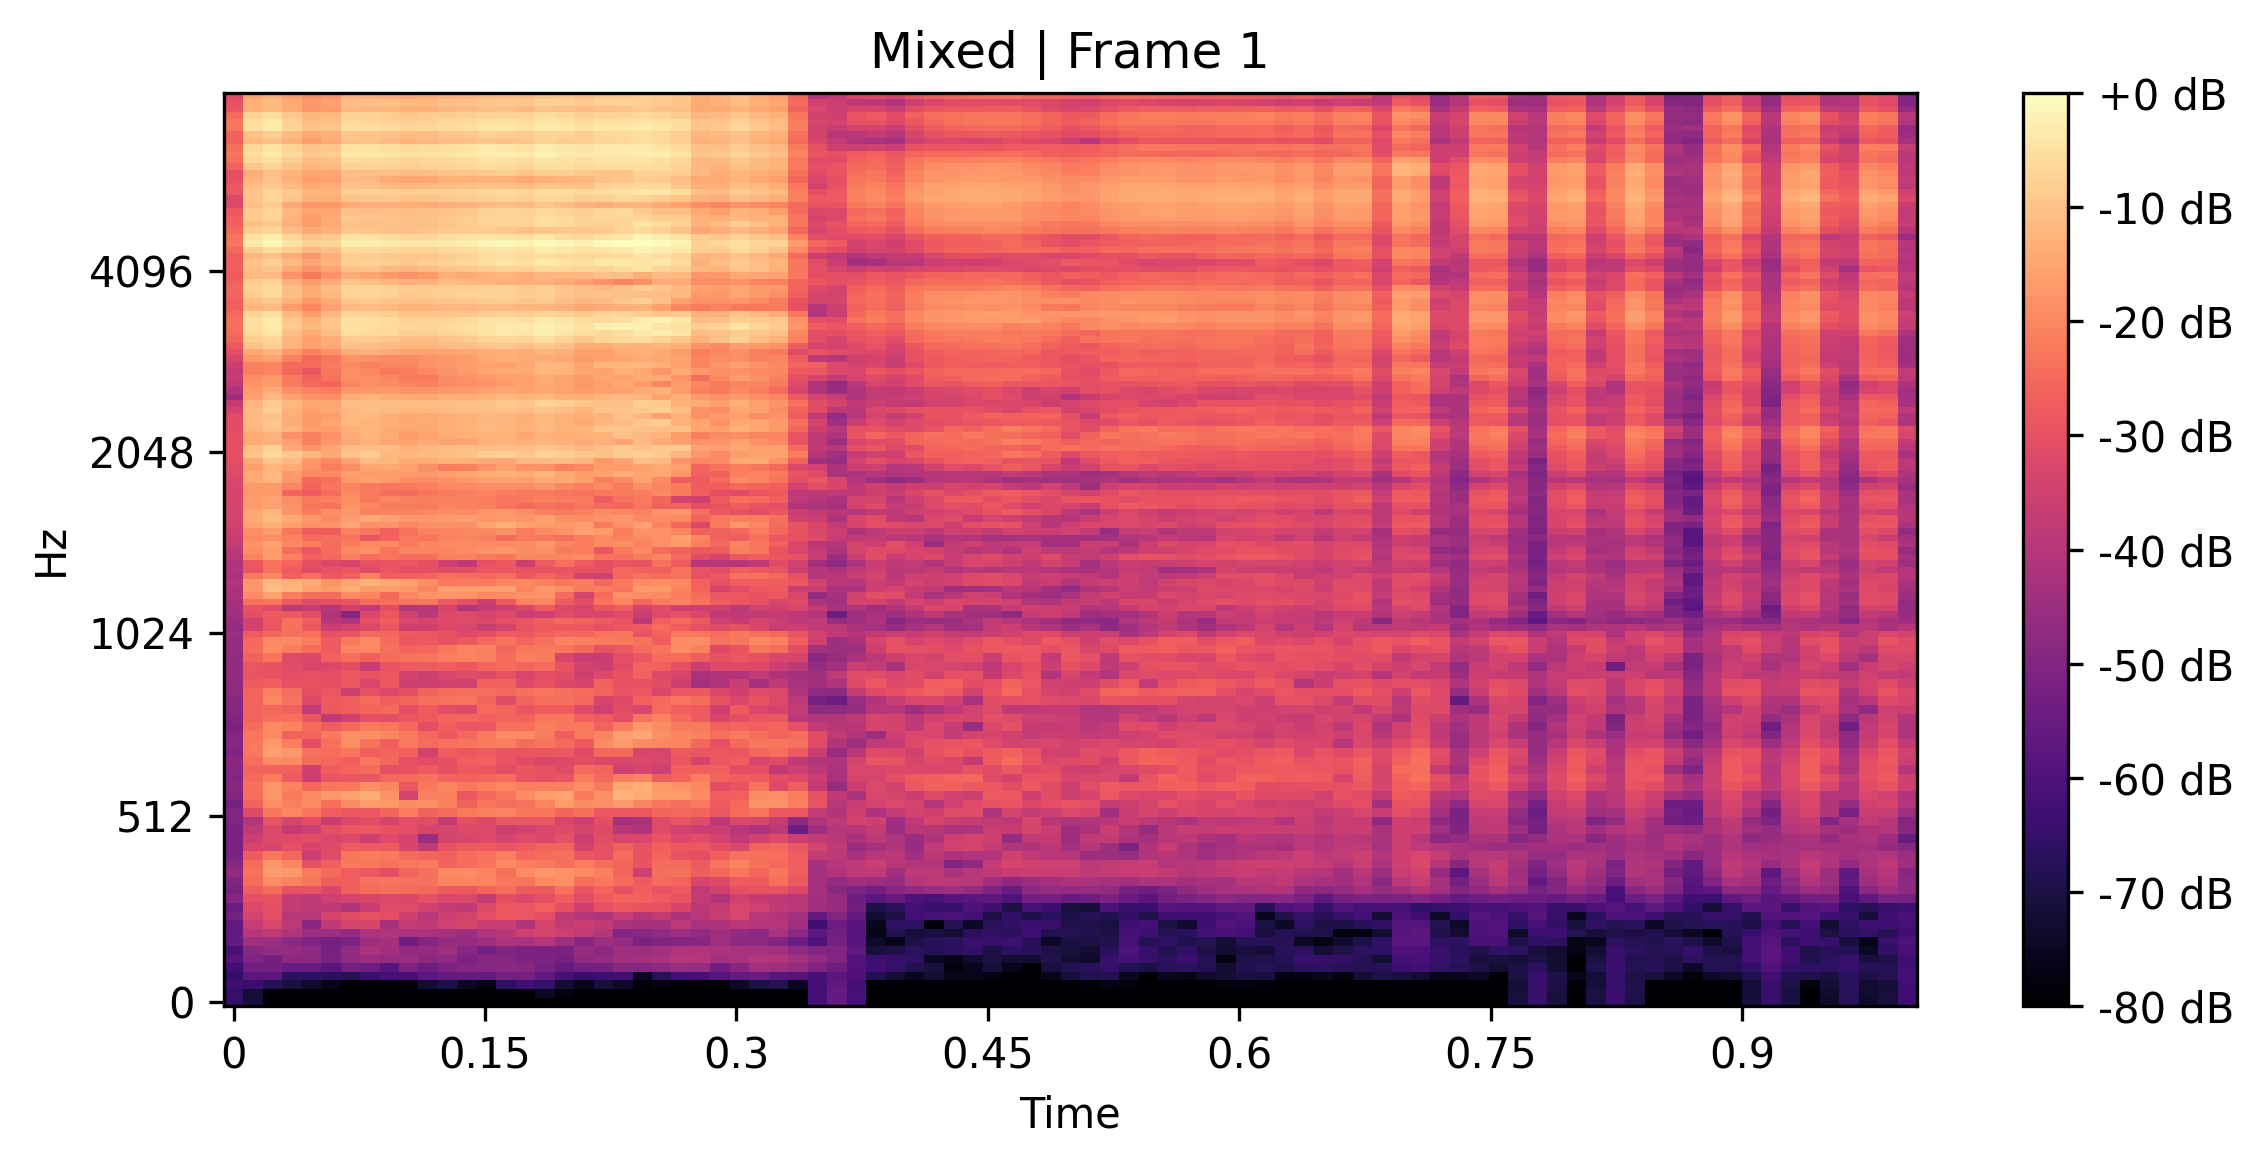 Mixed | Frame 1
Hz
4096
2048
1024
512
0
0 0.15 0.3 0.45 0.6 0.75 0.9
Time
+0 dB
-10 dB
-20 dB
-30 dB
-40 dB
-50 dB
-60 dB
-70 dB
-80 dB